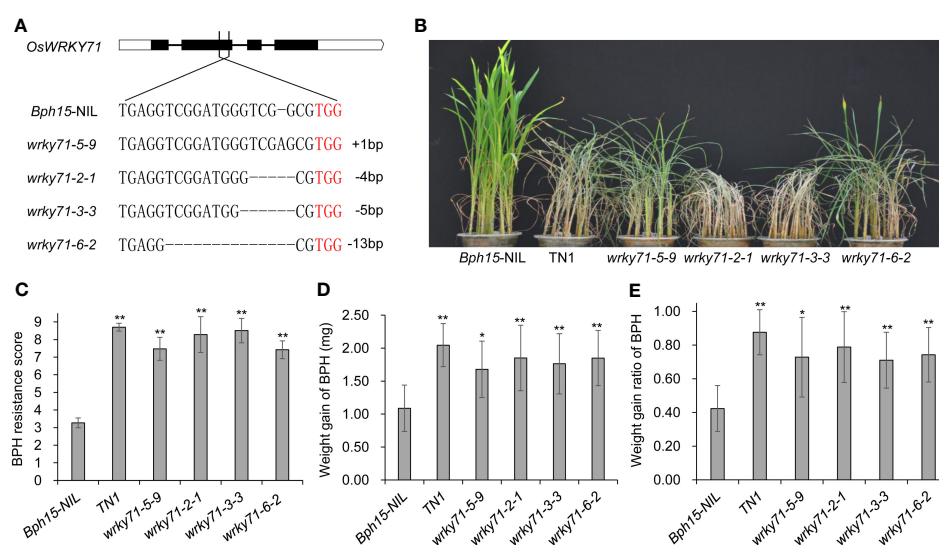 A
OsWRKY71
Bph15-NIL TGAGGTCGGATGGGTCG-GCGTGG
wrky71-5-9 TGAGGTCGGATGGGTCGAGCGTGG +1bp
wrky71-2-1 TGAGGTCGGATGGG-----CGTGG -4bp
wrky71-3-3 TGAGGTCGGATGG------CGTGG -5bp
wrky71-6-2 TGAGG--------------CGTGG -13bp
B
Bph15-NIL TN1 wrky71-5-9 wrky71-2-1 wrky71-3-3 wrky71-6-2
C
BPH resistance score
9
8
7
6
5
4
3
2
1
0
** ** ** ** **
Bph15-NIL TN1 wrky71-5-9 wrky71-2-1 wrky71-3-3 wrky71-6-2
D
Weight gain of BPH (mg)
2.50
2.00
1.50
1.00
0.50
0.00
** * ** ** **
Bph15-NIL TN1 wrky71-5-9 wrky71-2-1 wrky71-3-3 wrky71-6-2
E
Weight gain ratio of BPH
1.00
0.80
0.60
0.40
0.20
0.00
** * ** ** **
Bph15-NIL TN1 wrky71-5-9 wrky71-2-1 wrky71-3-3 wrky71-6-2